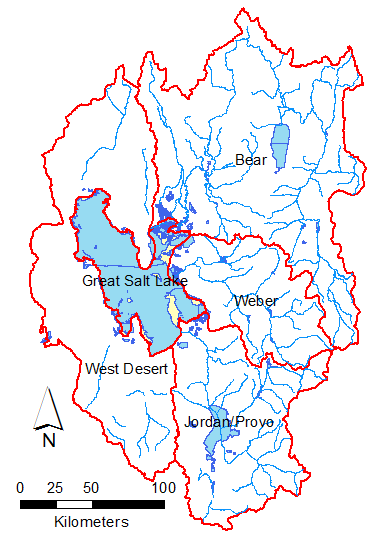 Bear
Great Salt Lake
Weber
West Desert
Jordan Provo
N
0 25 50 100
Kilometers